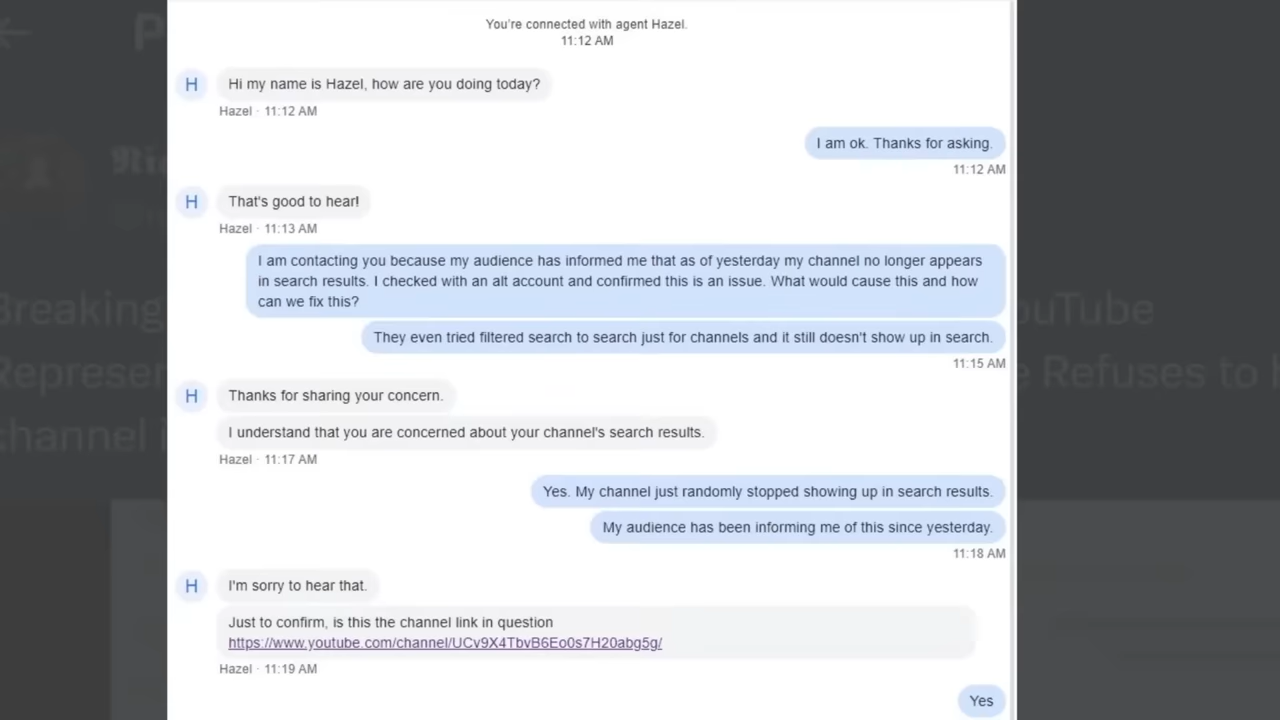 You're connected with agent Hazel.
11:12 AM
H
Hi my name is Hazel, how are you doing today?
Hazel · 11:12 AM
I am ok. Thanks for asking.
11:12 AM
H
That's good to hear!
Hazel · 11:13 AM
I am contacting you because my audience has informed me that as of yesterday my channel no longer appears
in search results. I checked with an alt account and confirmed this is an issue. What would cause this and how
can we fix this?
They even tried filtered search to search just for channels and it still doesn't show up in search.
11:15 AM
H
Thanks for sharing your concern.
I understand that you are concerned about your channel's search results.
Hazel · 11:17 AM
Yes. My channel just randomly stopped showing up in search results.
My audience has been informing me of this since yesterday.
11:18 AM
H
I'm sorry to hear that.
Just to confirm, is this the channel link in question
https://www.youtube.com/channel/UCv9X4TbvB6Eo0s7H20abg5g/
Hazel · 11:19 AM
Yes
Breaking
Refuses to
channel